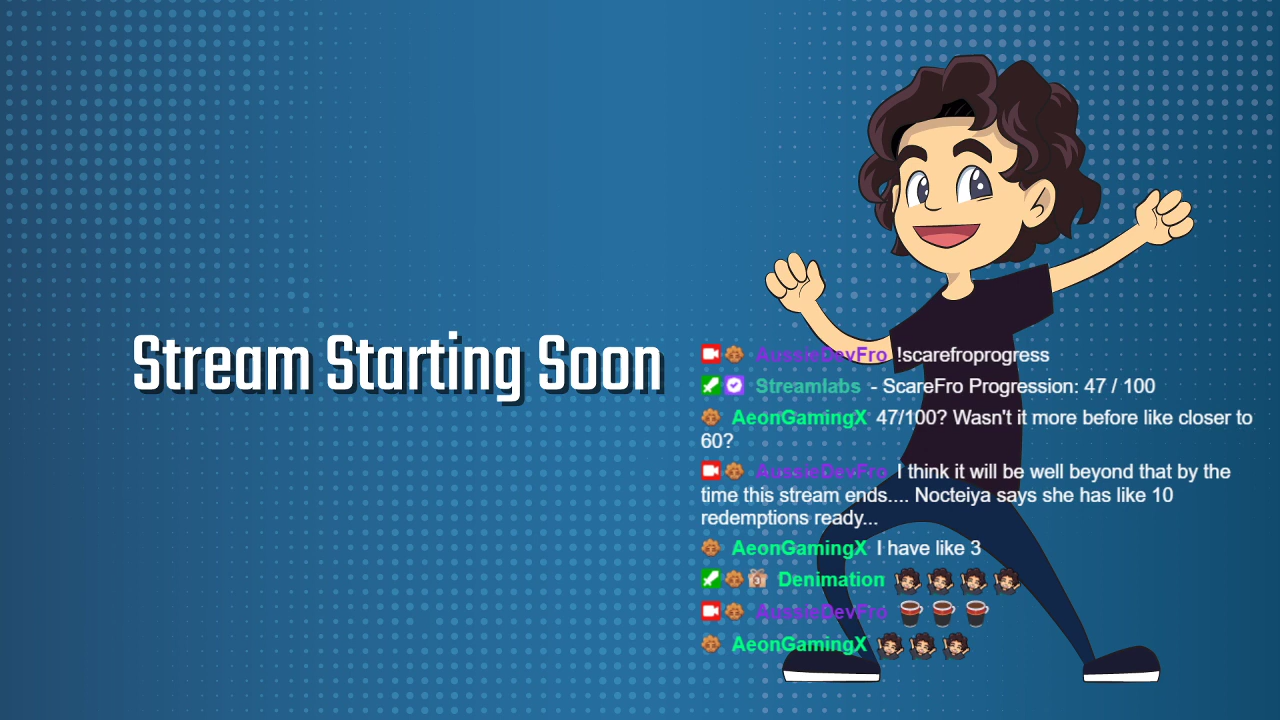 Stream Starting Soon
AussieDevFro !scarefroprogress
Streamlabs - ScareFro Progression: 47 / 100
AeonGamingX 47/100? Wasn't it more before like closer to
60?
AussieDevFro I think it will be well beyond that by the
time this stream ends.... Nocteiya says she has like 10
redemptions ready...
AeonGamingX I have like 3
Denimation
AussieDevFro
AeonGamingX